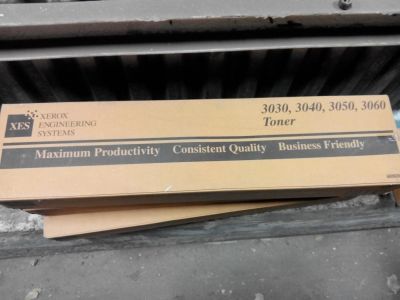 XES
XEROX
ENGINEERING
SYSTEMS
3030, 3040, 3050, 3060
Toner
Maximum Productivity Consistent Quality Business Friendly